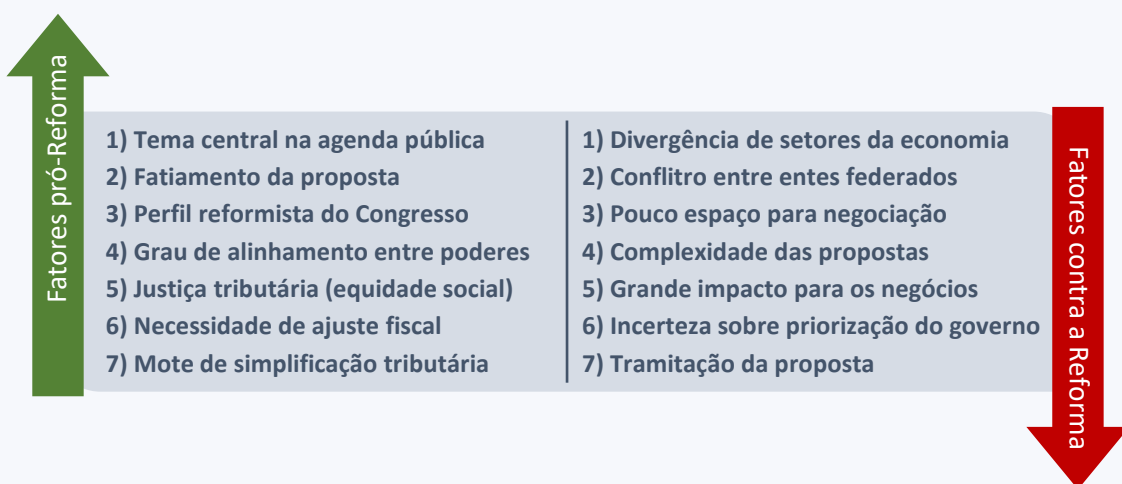 Fatores pró-Reforma
1) Tema central na agenda pública
2) Fatiamento da proposta
3) Perfil reformista do Congresso
4) Grau de alinhamento entre poderes
5) Justiça tributária (equidade social)
6) Necessidade de ajuste fiscal
7) Mote de simplificação tributária
1) Divergência de setores da economia
2) Conflitro entre entes federados
3) Pouco espaço para negociação
4) Complexidade das propostas
5) Grande impacto para os negócios
6) Incerteza sobre priorização do governo
7) Tramitação da proposta
Fatores contra a Reforma